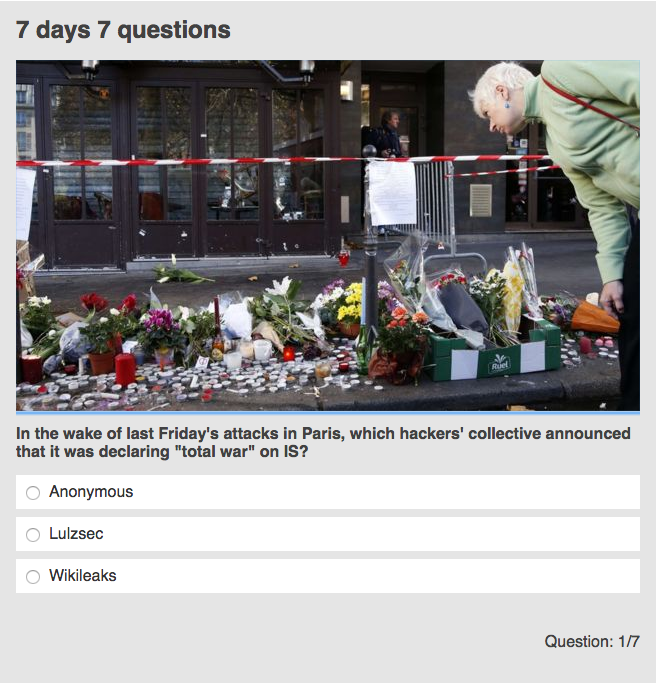 7 days 7 questions
Ruel
In the wake of last Friday's attacks in Paris, which hackers' collective announced
that it was declaring "total war" on IS?
Anonymous
Lulzsec
Wikileaks
Question: 1/7